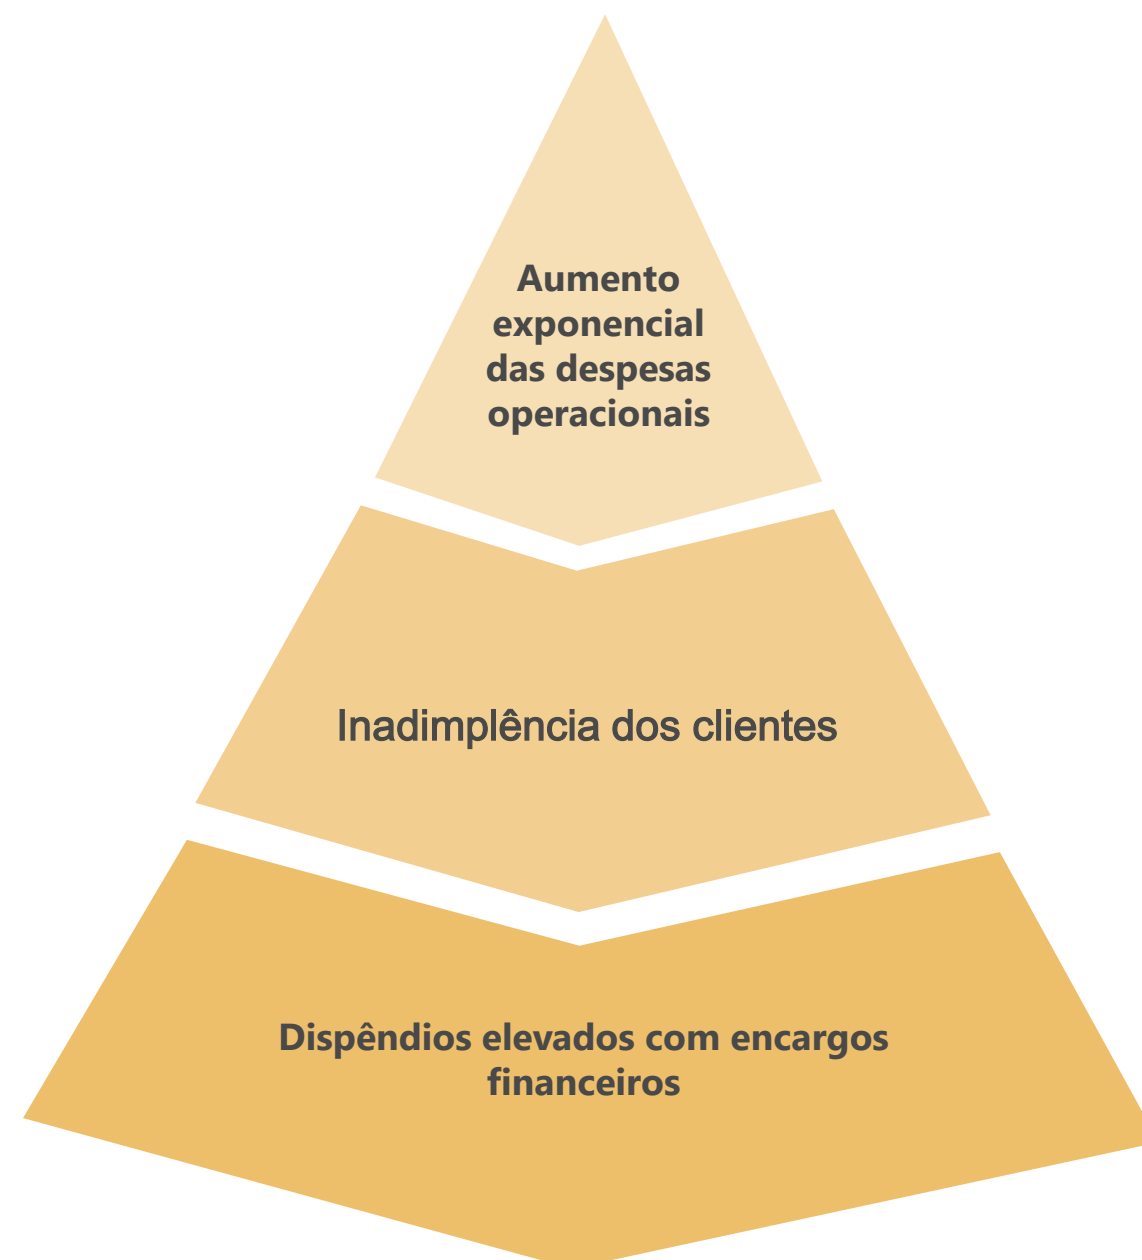 Aumento
exponencial
das despesas
operacionais
Inadimplência dos clientes
Dispêndios elevados com encargos
financeiros